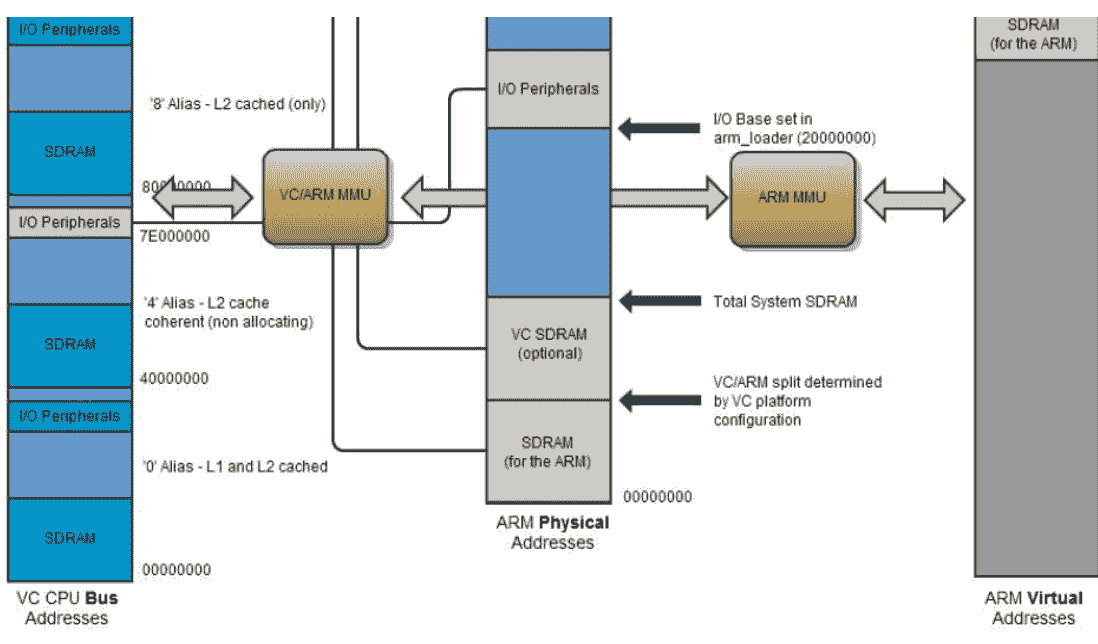 I/O Peripherals
'8' Alias - L2 cached (only)
SDRAM
80000000
I/O Peripherals
7E000000
'4' Alias - L2 cache
coherent (non allocating)
SDRAM
40000000
I/O Peripherals
'0' Alias - L1 and L2 cached
SDRAM
00000000
VC CPU Bus
Addresses
VC/ARM MMU
I/O Peripherals
I/O Base set in
arm_loader (20000000)
Total System SDRAM
VC SDRAM
(optional)
VC/ARM split determined
by VC platform
configuration
SDRAM
(for the ARM)
00000000
ARM Physical
Addresses
ARM MMU
SDRAM
(for the ARM)
ARM Virtual
Addresses